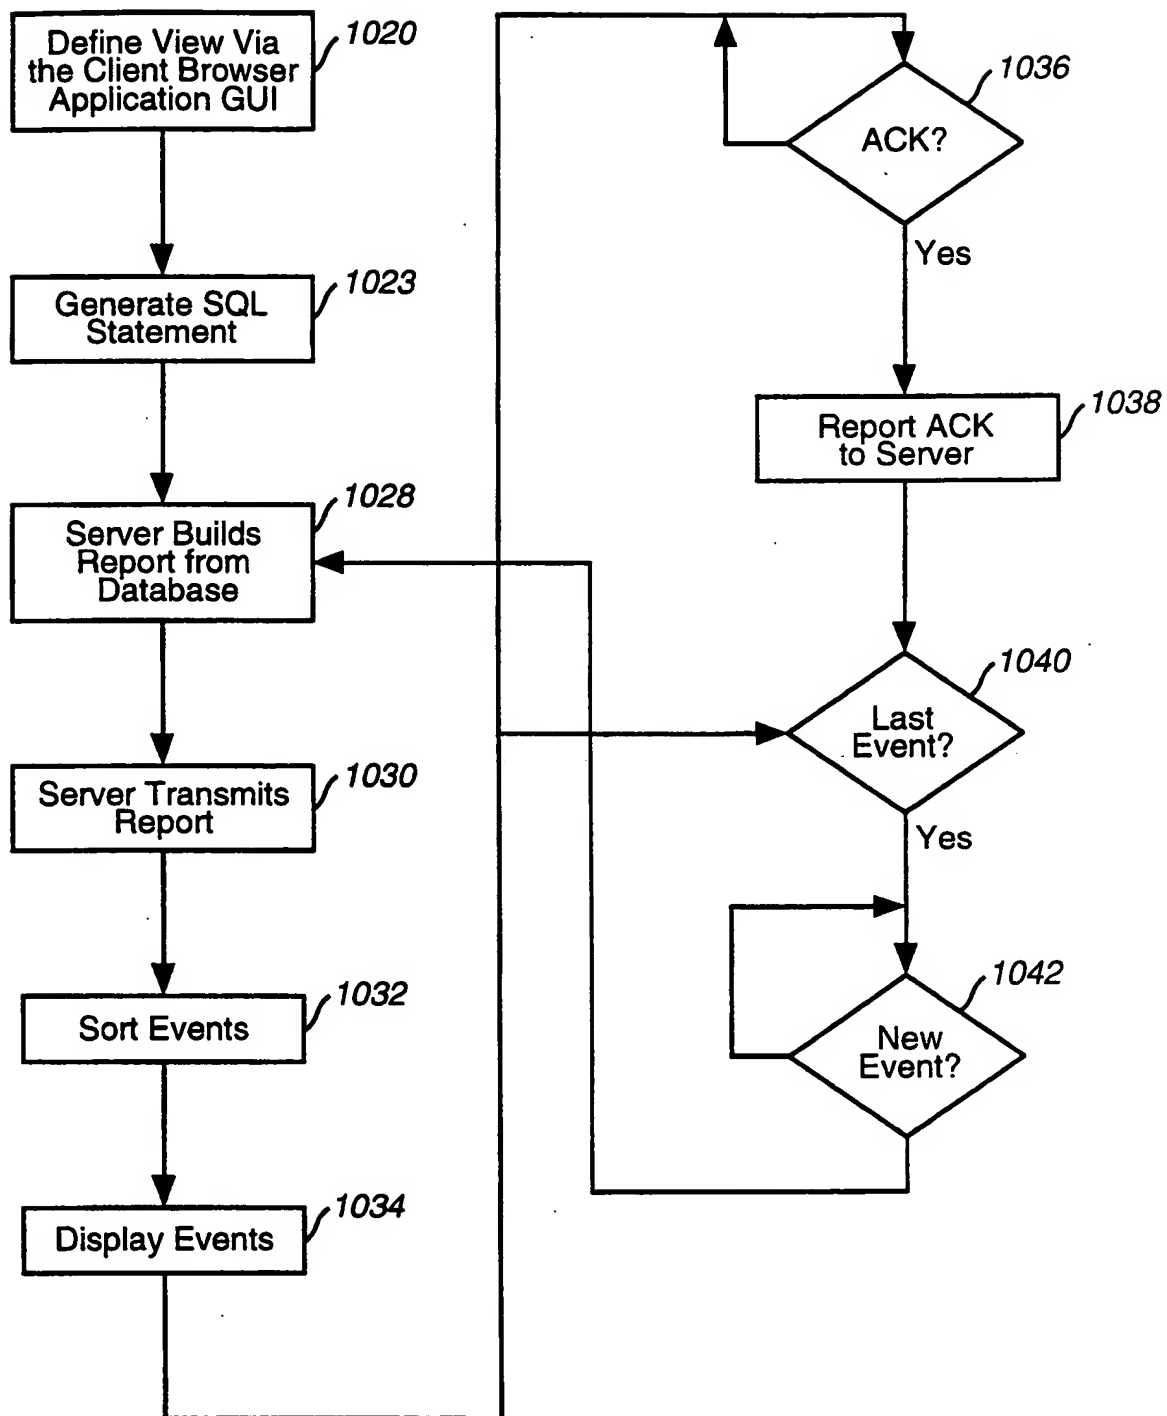 Define View Via
the Client Browser
Application GUI
1020
Generate SQL
Statement
1023
Server Builds
Report from
Database
1028
Server Transmits
Report
1030
Sort Events
1032
Display Events
1034
ACK?
1036
Yes
Report ACK
to Server
1038
Last
Event?
1040
Yes
New
Event?
1042